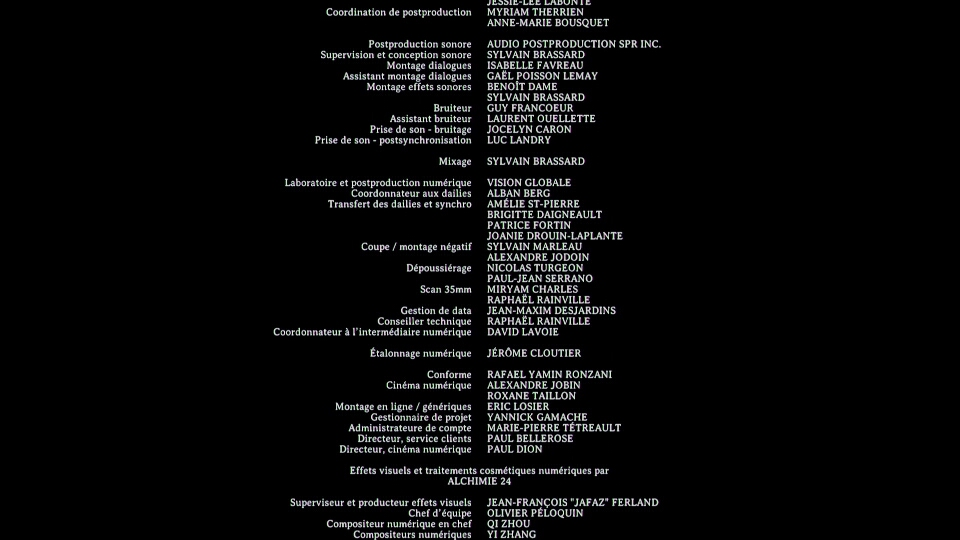 JESSIE-LEE LABONTÉ
Coordination de postproduction MYRIAM THERRIEN
ANNE-MARIE BOUSQUET
Postproduction sonore AUDIO POSTPRODUCTION SPR INC.
Supervision et conception sonore SYLVAIN BRASSARD
Montage dialogues ISABELLE FAVREAU
Assistant montage dialogues GAËL POISSON LEMAY
Montage effets sonores BENOÎT DAME
SYLVAIN BRASSARD
Bruiteur GUY FRANCOEUR
Assistant bruiteur LAURENT OUELLETTE
Prise de son - bruitage JOCELYN CARON
Prise de son - postsynchronisation LUC LANDRY
Mixage SYLVAIN BRASSARD
Laboratoire et postproduction numérique VISION GLOBALE
Coordonnateur aux dailies ALBAN BERG
Transfert des dailies et synchro AMÉLIE ST-PIERRE
BRIGITTE DAIGNEAULT
PATRICE FORTIN
JOANIE DROUIN-LAPLANTE
Coupe / montage négatif SYLVAIN MARLEAU
ALEXANDRE JODOIN
Dépoussiérage NICOLAS TURGEON
PAUL-JEAN SERRANO
Scan 35mm MIRYAM CHARLES
RAPHAËL RAINVILLE
Gestion de data JEAN-MAXIM DESJARDINS
Conseiller technique RAPHAËL RAINVILLE
Coordonnateur à l'intermédiaire numérique DAVID LAVOIE
Étalonnage numérique JÉRÔME CLOUTIER
Conforme RAFAEL YAMIN RONZANI
Cinéma numérique ALEXANDRE JOBIN
ROXANE TAILLON
Montage en ligne / génériques ERIC LOSIER
Gestionnaire de projet YANNICK GAMACHE
Administrateur de compte MARIE-PIERRE TÉTREAULT
Directeur, service clients PAUL BELLEROSE
Directeur, cinéma numérique PAUL DION
Effets visuels et traitements cosmétiques numériques par
ALCHIMIE 24
Superviseur et producteur effets visuels JEAN-FRANÇOIS "JAFAZ" FERLAND
Chef d'équipe OLIVIER PÉLOQUIN
Compositeur numérique en chef QI ZHOU
Compositeurs numériques YI ZHANG